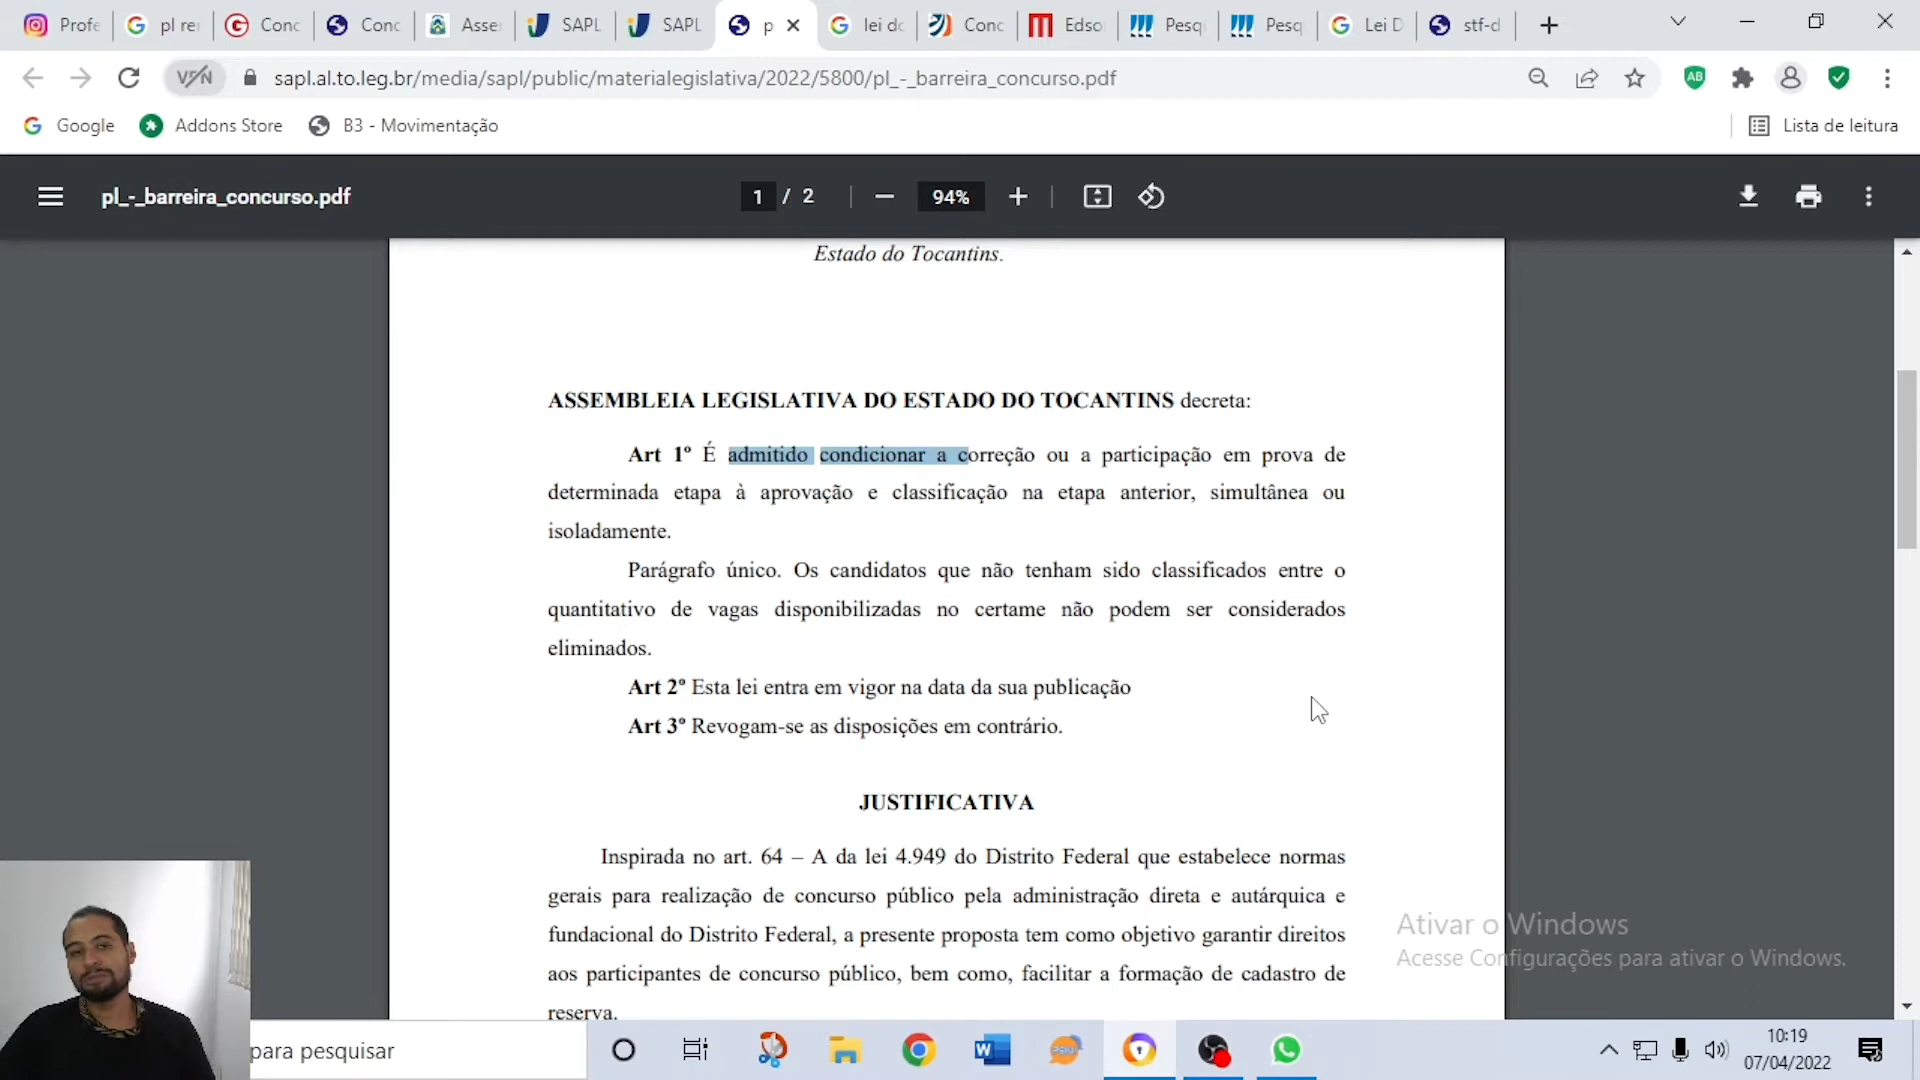 Profe
pl rer
Conc
Conc
Asse
SAPL
SAPL
p
lei do
Conc
Edso
Pesq
Pesq
Lei D
stf-d
VPN
sapl.al.to.leg.br/media/sapl/public/materialegislativa/2022/5800/pl_-_barreira_concurso.pdf
Google
Addons Store
B3 - Movimentação
Lista de leitura
pl_-_barreira_concurso.pdf
1 / 2
94%
Estado do Tocantins.
ASSEMBLEIA LEGISLATIVA DO ESTADO DO TOCANTINS decreta:
Art 1º É admitido condicionar a correção ou a participação em prova de
determinada etapa à aprovação e classificação na etapa anterior, simultânea ou
isoladamente.
Parágrafo único. Os candidatos que não tenham sido classificados entre o
quantitativo de vagas disponibilizadas no certame não podem ser considerados
eliminados.
Art 2º Esta lei entra em vigor na data da sua publicação
Art 3º Revogam-se as disposições em contrário.
JUSTIFICATIVA
Inspirada no art. 64 – A da lei 4.949 do Distrito Federal que estabelece normas
gerais para realização de concurso público pela administração direta e autárquica e
fundacional do Distrito Federal, a presente proposta tem como objetivo garantir direitos
aos participantes de concurso público, bem como, facilitar a formação de cadastro de
reserva.
Ativar o Windows
Acesse Configurações para ativar o Windows.
para pesquisar
10:19
07/04/2022